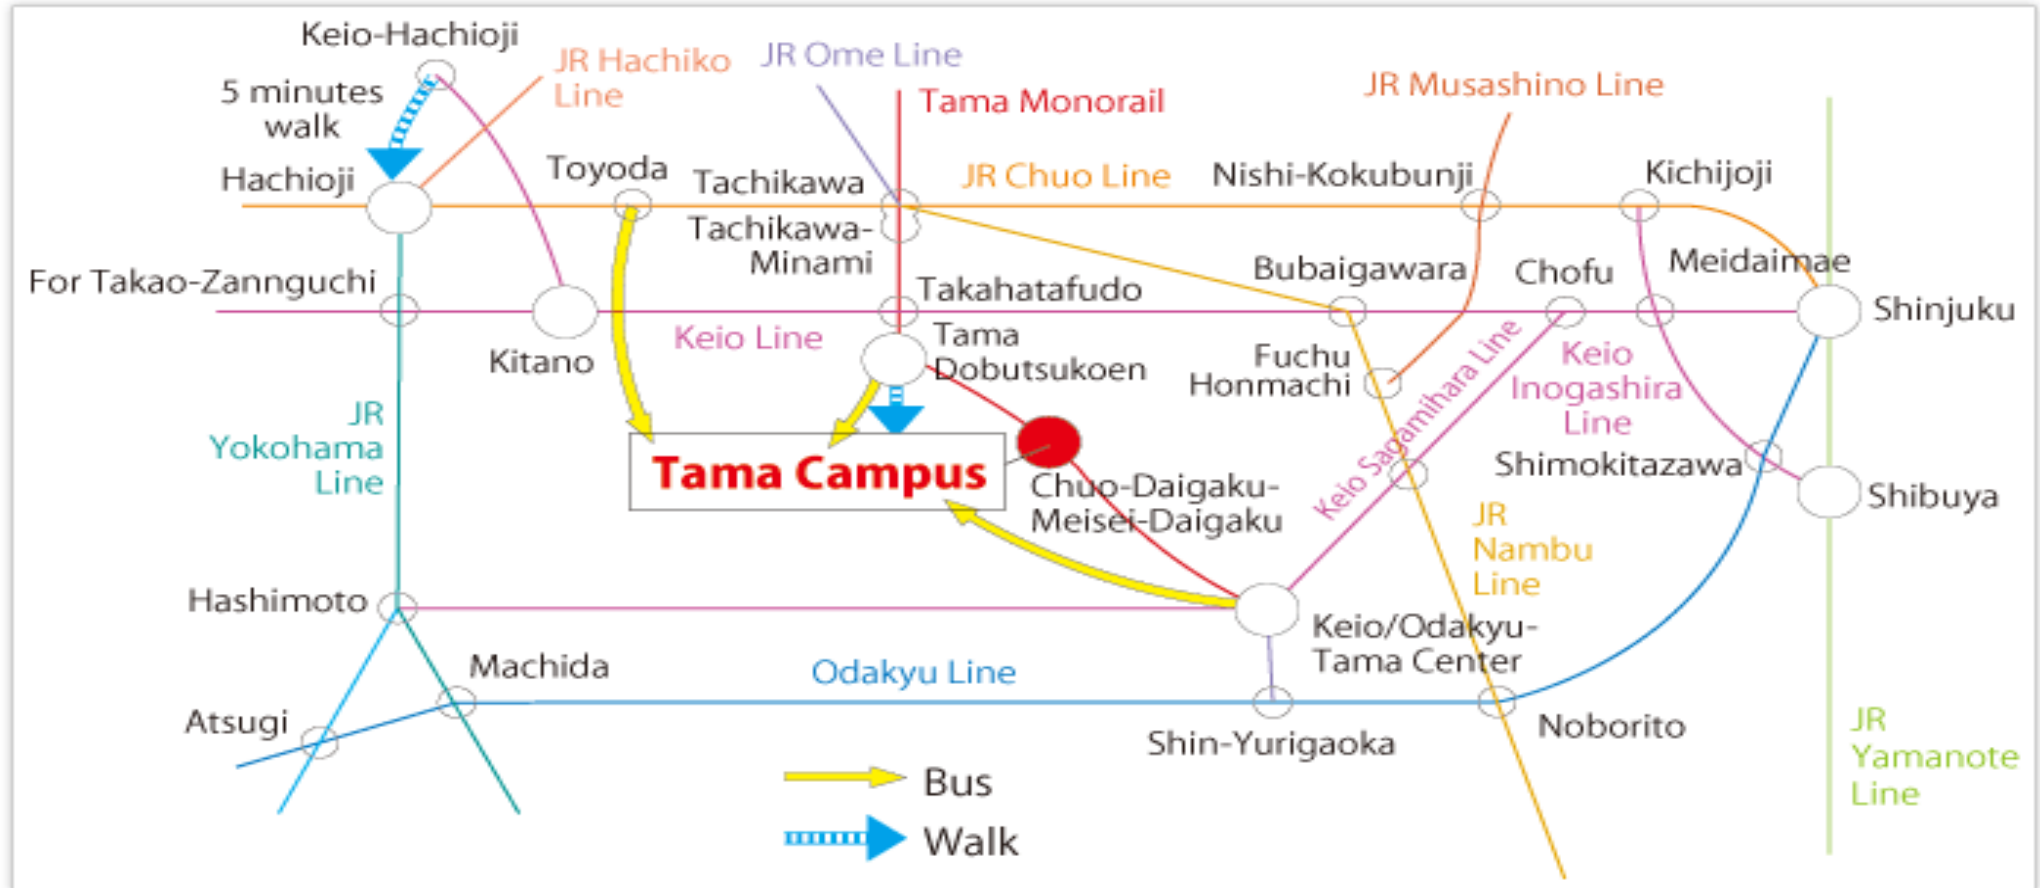 Keio-Hachioji
5 minutes
walk
JR Hachiko
Line
JR Ome Line
Tama Monorail
JR Musashino Line
Hachioji
Toyoda
Tachikawa
JR Chuo Line
Nishi-Kokubunji
Kichijoji
Tachikawa-
Minami
For Takao-Zannguchi
Takahatafudo
Bubaigawara
Chofu
Meidaimae
Shinjuku
Kitano
Keio Line
Tama
Dobutsukoen
Fuchu
Honmachi
Keio Sagamihara Line
Keio
Inogashira
Line
JR
Yokohama
Line
Tama Campus
Chuo-Daigaku-
Meisei-Daigaku
Shimokitazawa
Shibuya
JR
Nambu
Line
Hashimoto
Keio/Odakyu-
Tama Center
Machida
Odakyu Line
Atsugi
Shin-Yurigaoka
Noborito
JR
Yamanote
Line
Bus
Walk